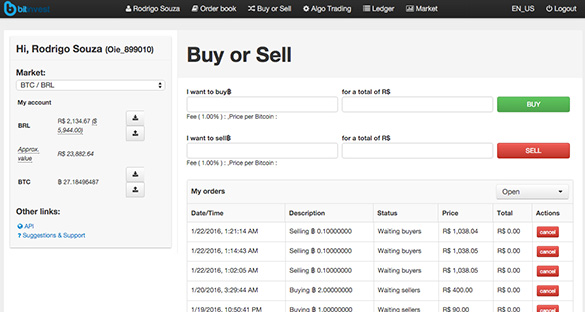 bitinvest
Rodrigo Souza Order book Buy or Sell Algo Trading Ledger Market EN_US Logout
Hi, Rodrigo Souza (Oie_899010)
Market:
BTC / BRL
My account
BRL R$ 2,134.67 ($ 5,944.00)
Approx. value R$ 23,882.64
BTC ฿ 27.18496487
Other links:
API
? Suggestions & Support
Buy or Sell
I want to buy฿ for a total of R$
BUY
Fee ( 1.00% ) : ,Price per Bitcoin :
I want to sell฿ for a total of R$
SELL
Fee ( 1.00% ) : ,Price per Bitcoin :
My orders Open
Date/Time Description Status Price Total Actions
1/22/2016, 1:21:14 AM Selling ฿ 0.10000000 Waiting buyers R$ 1,038.04 R$ 0.00 cancel
1/22/2016, 1:14:43 AM Selling ฿ 0.10000000 Waiting buyers R$ 1,038.05 R$ 0.00 cancel
1/22/2016, 1:02:05 AM Selling ฿ 0.10000000 Waiting buyers R$ 1,038.05 R$ 0.00 cancel
1/20/2016, 3:29:44 AM Buying ฿ 2.00000000 Waiting sellers R$ 400.00 R$ 0.00 cancel
1/19/2016, 10:50:41 PM Buying ฿ 1.00000000 Waiting sellers R$ 90.00 R$ 0.00 cancel